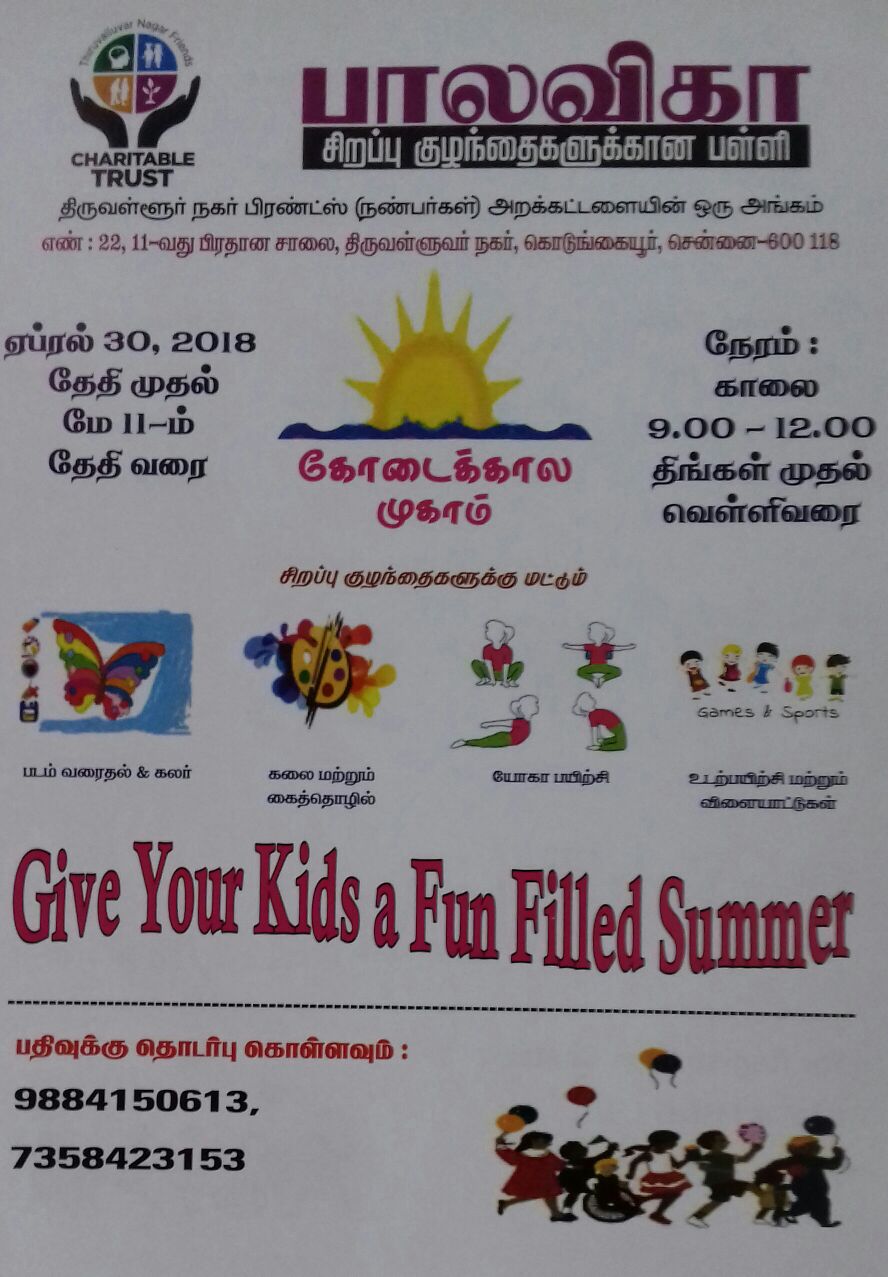 Thiruvalluvar Nagar Friends
CHARITABLE
TRUST
பாலவிகா
சிறப்பு குழந்தைகளுக்கான பள்ளி
திருவள்ளூர் நகர் பிரண்ட்ஸ் (நண்பர்கள்) அறக்கட்டளையின் ஒரு அங்கம்
எண் : 22, 11-வது பிரதான சாலை, திருவள்ளுவர் நகர், கொடுங்கையூர், சென்னை-600 118
ஏப்ரல் 30, 2018
தேதி முதல்
மே 11-ம்
தேதி வரை
கோடைக்கால
முகாம்
நேரம் :
காலை
9.00 - 12.00
திங்கள் முதல்
வெள்ளிவரை
சிறப்பு குழந்தைகளுக்கு மட்டும்
Games & Sports
படம் வரைதல் & கலர்
கலை மற்றும்
கைத்தொழில்
யோகா பயிற்சி
உடற்பயிற்சி மற்றும்
விளையாட்டுகள்
Give Your Kids a Fun Filled Summer
பதிவுக்கு தொடர்பு கொள்ளவும் :
9884150613,
7358423153